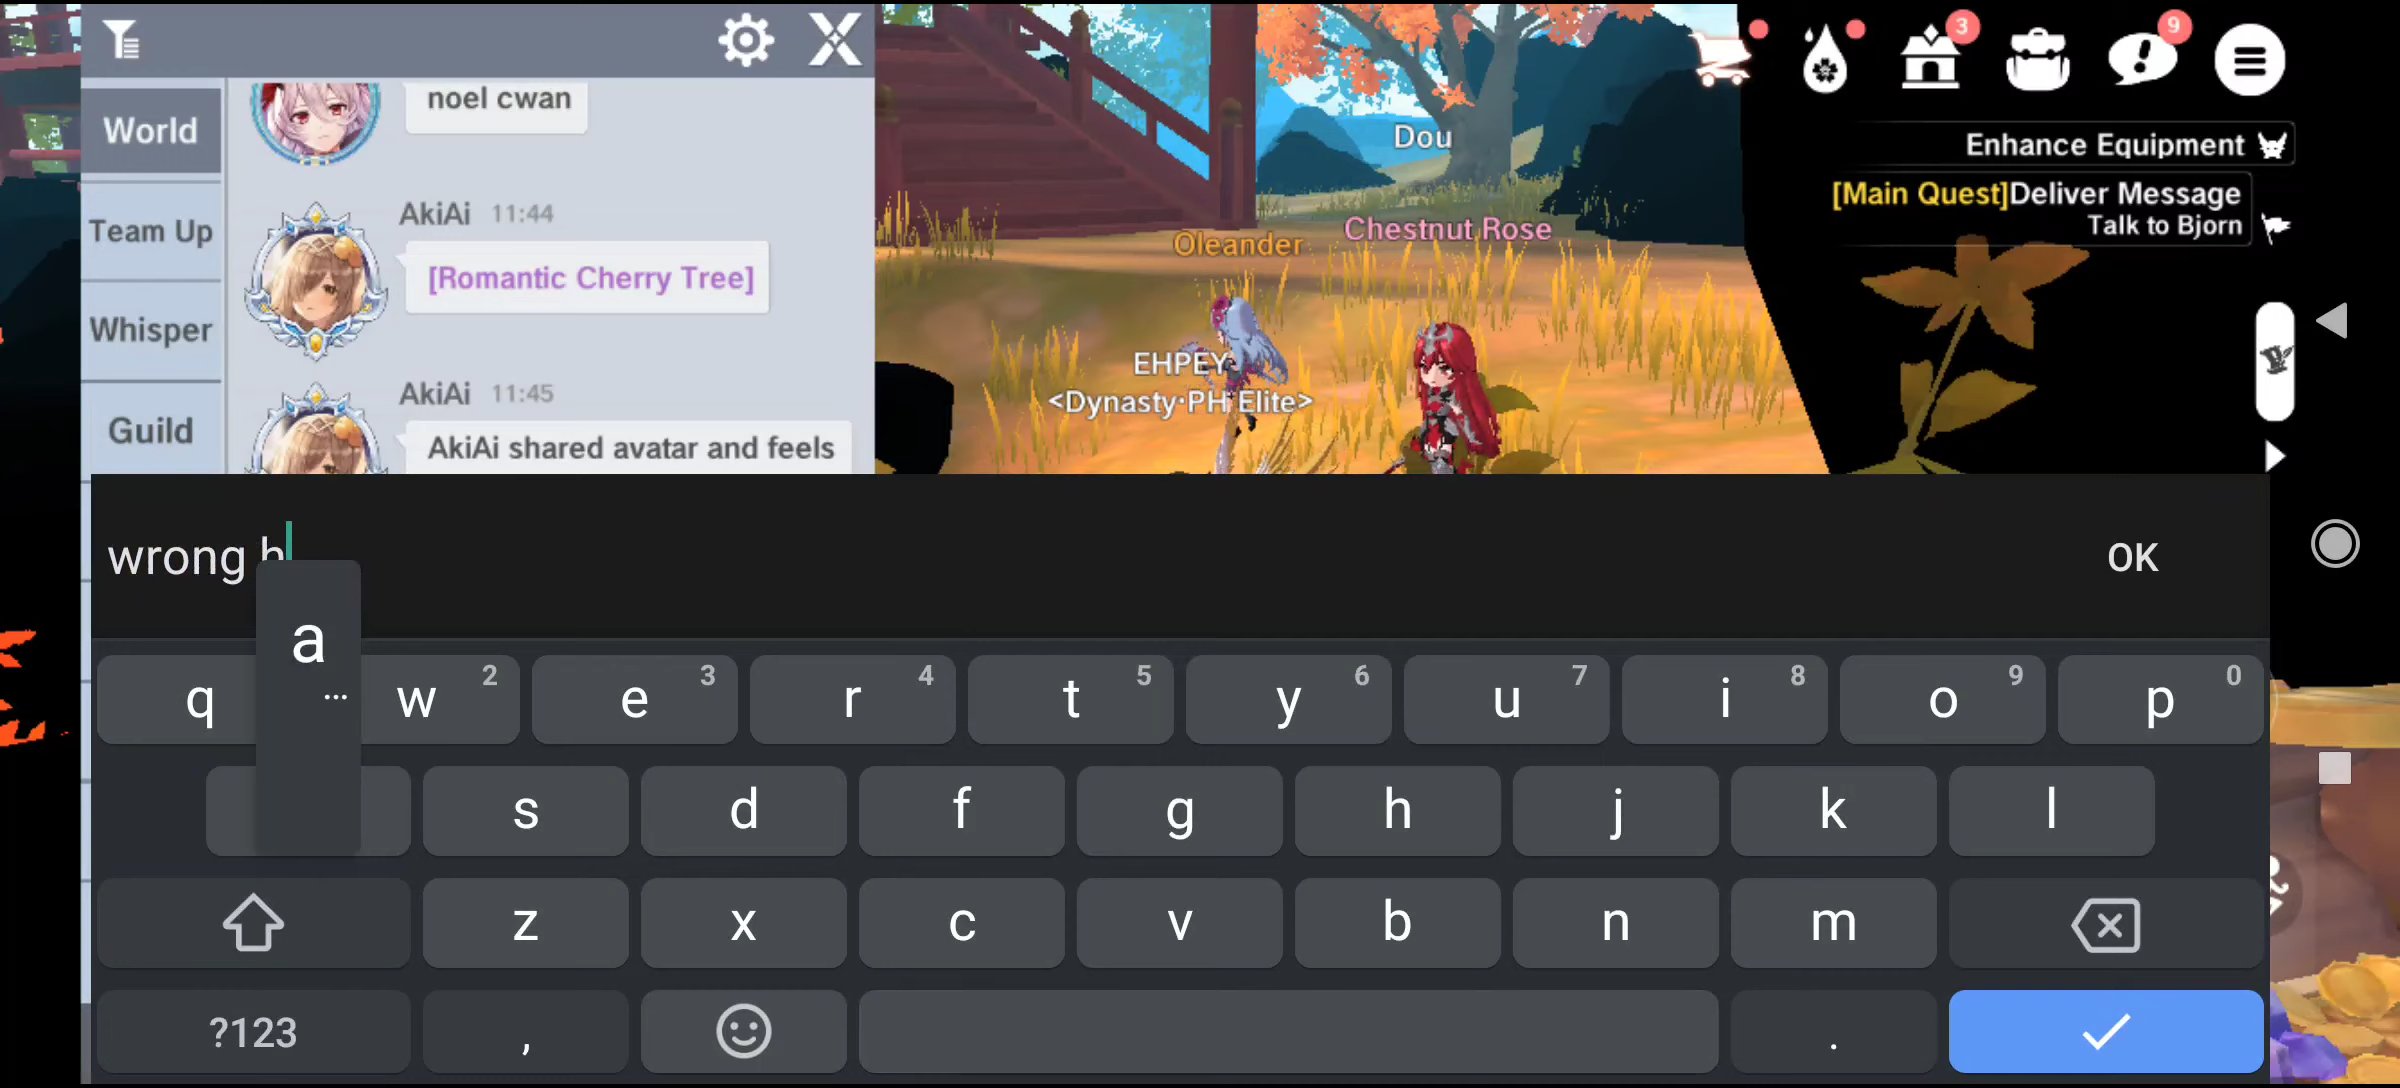 World
Team Up
Whisper
Guild
noel cwan
AkiAi 11:44
[Romantic Cherry Tree]
AkiAi 11:45
AkiAi shared avatar and feels
Dou
Oleander
Chestnut Rose
EHPEY
<Dynasty·PH Elite>
3
9
Enhance Equipment
[Main Quest]Deliver Message
Talk to Bjorn
wrong h
OK
a
...
q w 2 e 3 r 4 t 5 y 6 u 7 i 8 o 9 p 0
s d f g h j k l
z x c v b n m
?123 , .